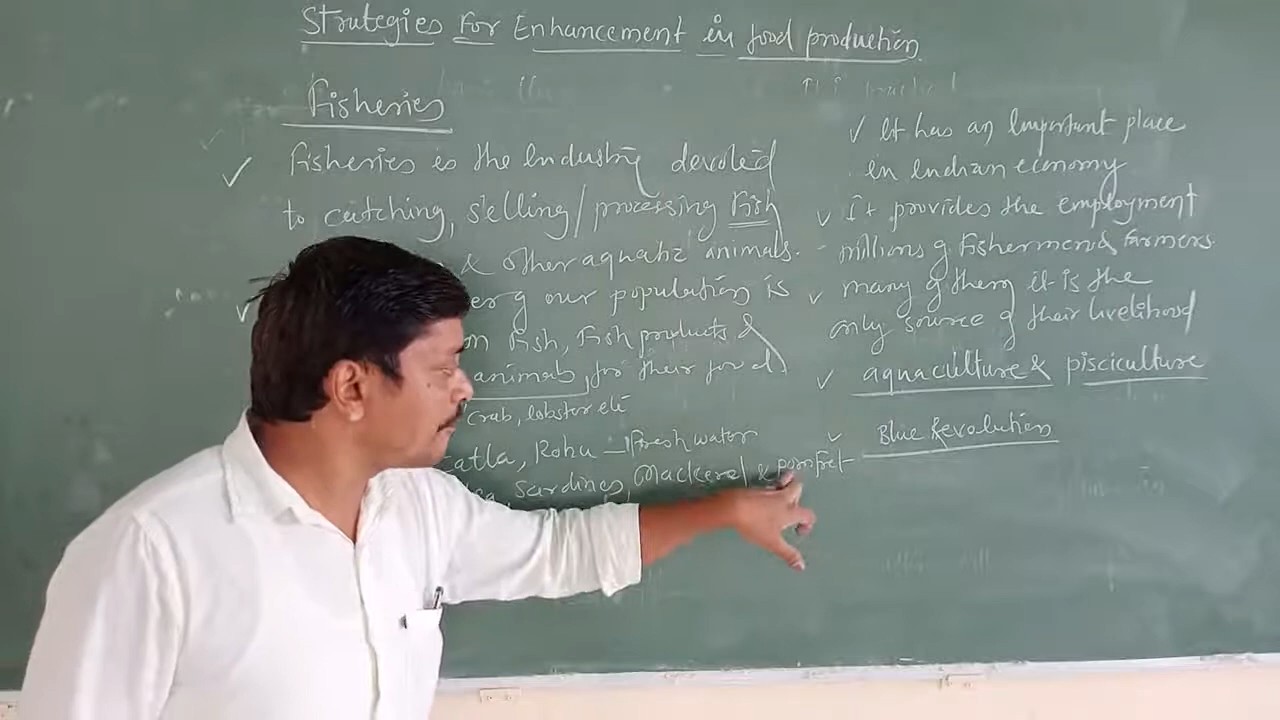 Strategies for Enhancement in food production.
Fisheries
✓ Fisheries is the Industry devoted
to catching, selling/processing Fish
& other aquatic animals.
our population is
on Fish, Fish products &
animals, for their food
Crab, lobster etc
Catla, Rohu - Freshwater
Sardines, Mackerel & pomfret
✓ It has an Important place
in Indian economy
✓ It provides the employment
millions of Fishermen & farmers.
✓ many of them it is the
only source of their livelihood
✓ aquaculture & pisciculture
✓ Blue Revolution